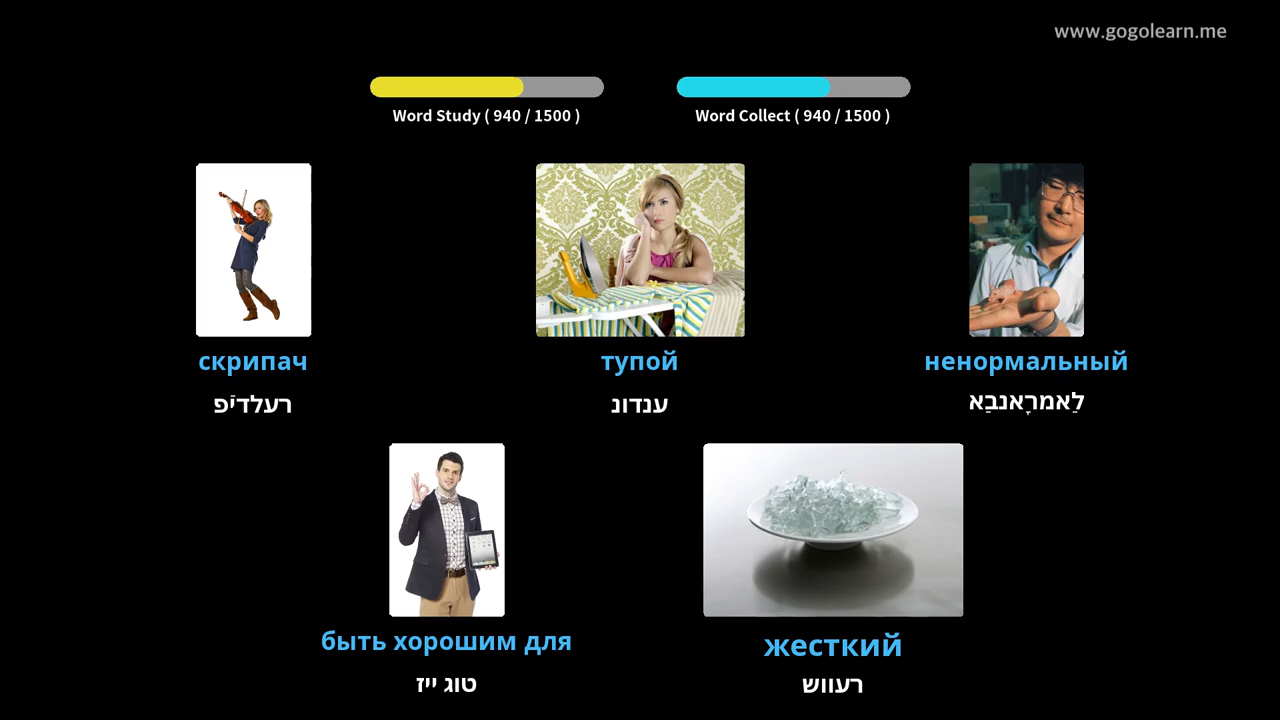 www.gogolearn.me
Word Study ( 940 / 1500 )
Word Collect ( 940 / 1500 )
скрипач
тупой
ненормальный
רעלדיֿפ
ענדונ
לַאמרָאנבַא
быть хорошим для
жесткий
טוג ייז
רעווש